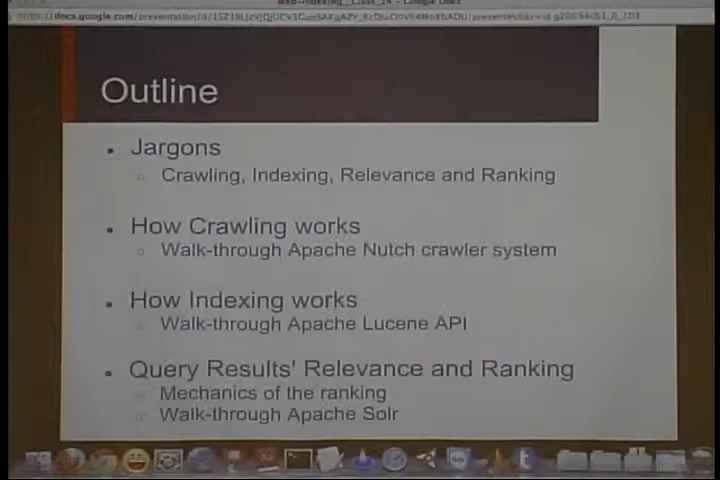 Outline
Jargons
Crawling, Indexing, Relevance and Ranking
How Crawling works
Walk-through Apache Nutch crawler system
How Indexing works
Walk-through Apache Lucene API
Query Results' Relevance and Ranking
Mechanics of the ranking
Walk-through Apache Solr